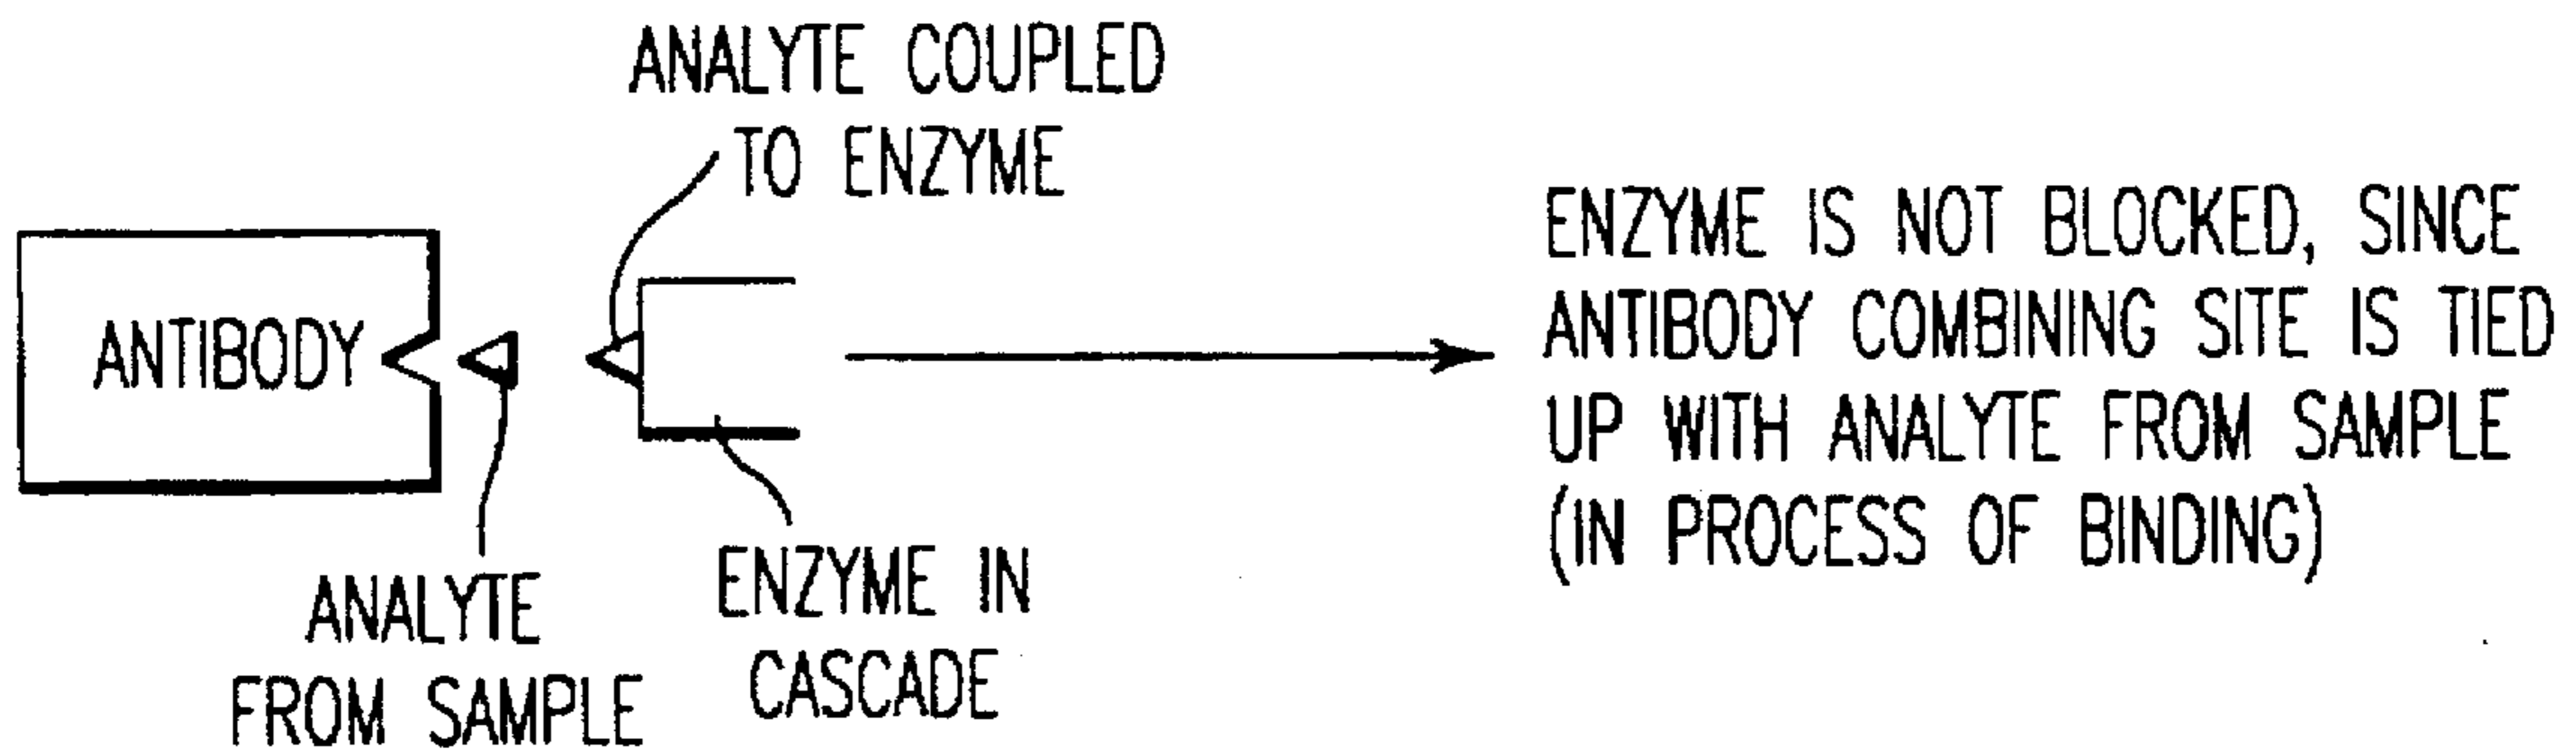 ANALYTE COUPLED
TO ENZYME
ANTIBODY
ANALYTE
FROM SAMPLE
ENZYME IN
CASCADE
ENZYME IS NOT BLOCKED, SINCE
ANTIBODY COMBINING SITE IS TIED
UP WITH ANALYTE FROM SAMPLE
(IN PROCESS OF BINDING)